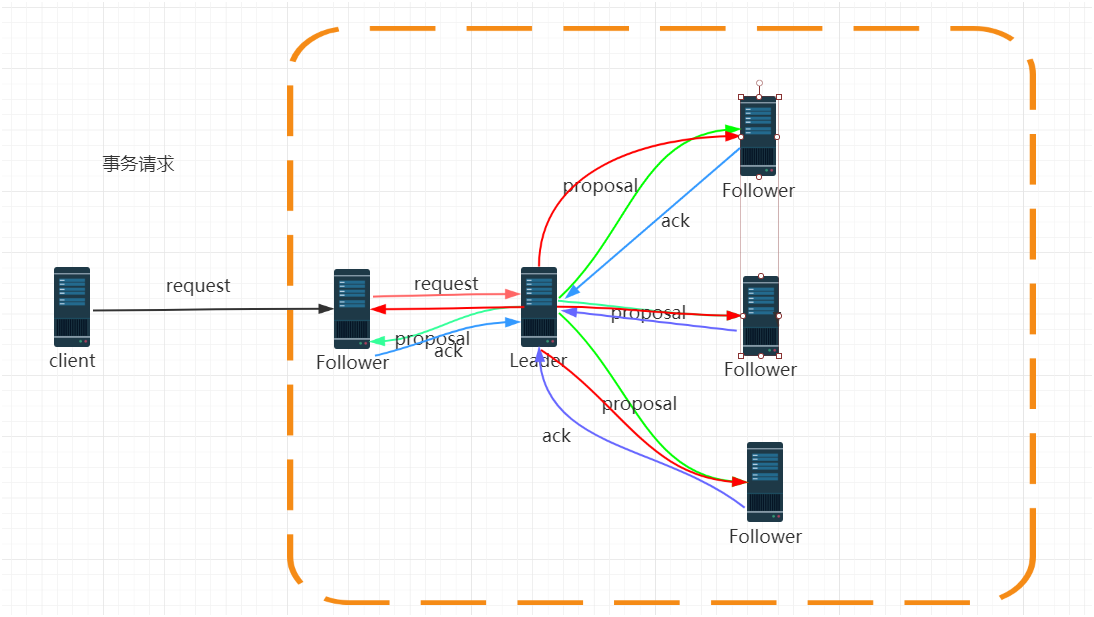 事务请求
proposal
Follower
ack
request
request
proposal
proposal
ack
client
Follower
Leader
Follower
proposal
ack
Follower